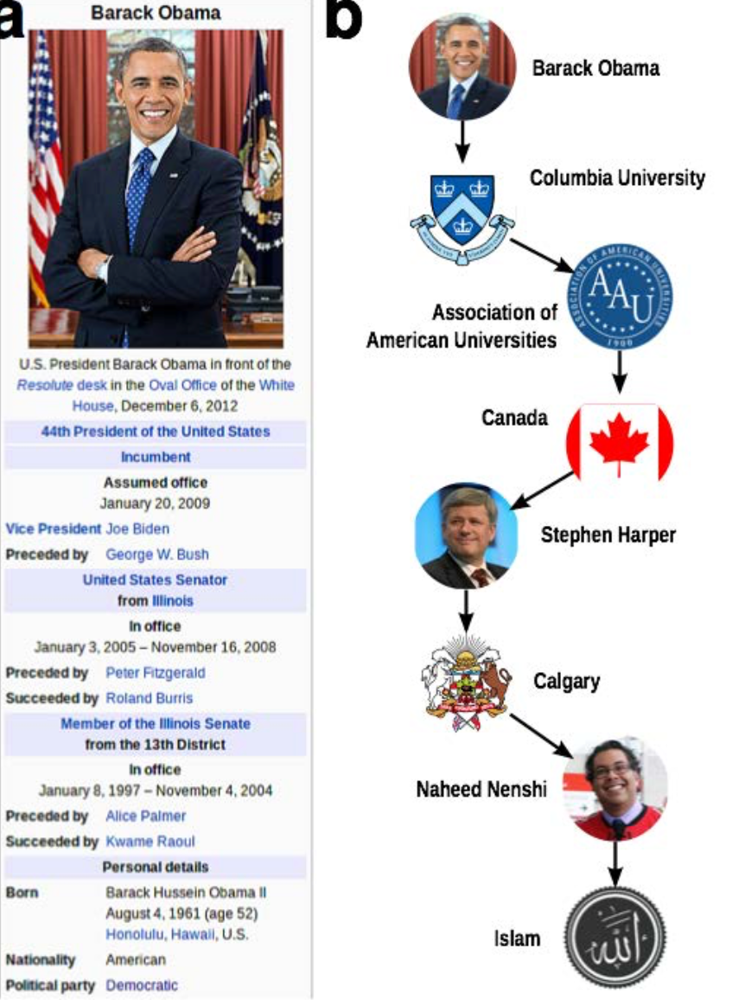 a
Barack Obama
U.S. President Barack Obama in front of the
Resolute desk in the Oval Office of the White
House, December 6, 2012
44th President of the United States
Incumbent
Assumed office
January 20, 2009
Vice President Joe Biden
Preceded by George W. Bush
United States Senator
from Illinois
In office
January 3, 2005 – November 16, 2008
Preceded by Peter Fitzgerald
Succeeded by Roland Burris
Member of the Illinois Senate
from the 13th District
In office
January 8, 1997 – November 4, 2004
Preceded by Alice Palmer
Succeeded by Kwame Raoul
Personal details
Born Barack Hussein Obama II
August 4, 1961 (age 52)
Honolulu, Hawaii, U.S.
Nationality American
Political party Democratic
b
Barack Obama
Columbia University
ASSOCIATION OF AMERICAN UNIVERSITIES
AAU
1900
Association of
American Universities
Canada
Stephen Harper
Calgary
Naheed Nenshi
Islam
الله